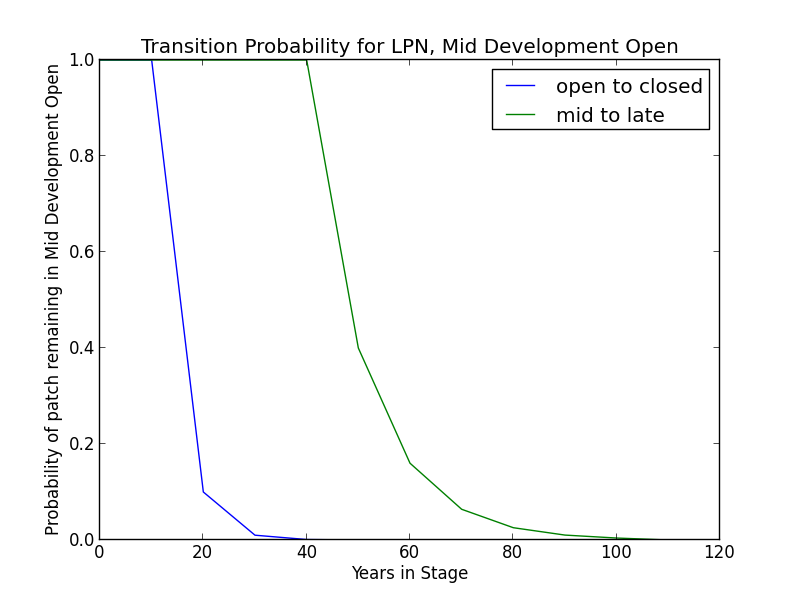 Transition Probability for LPN, Mid Development Open
open to closed
mid to late
Probability of patch remaining in Mid Development Open
1.0
0.8
0.6
0.4
0.2
0.0
0 20 40 60 80 100 120
Years in Stage